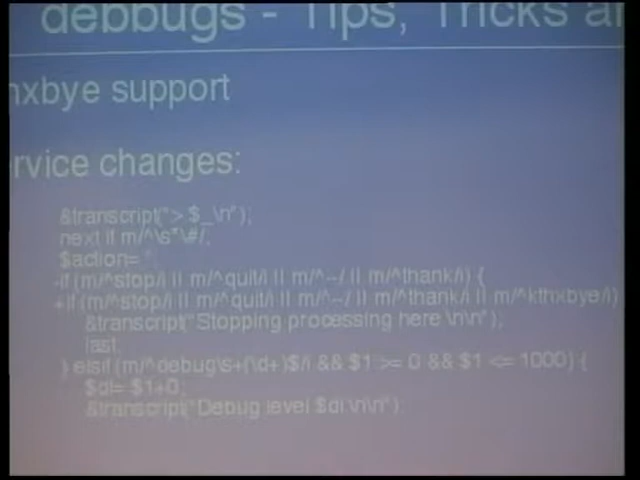 debbugs - Tips, Tricks a
nxbye support
rvice changes:
&transcript("> $_\n");
next if m/^\s*\#/;
$action= '';
-if (m/^stop/i || m/^quit/i || m/^--/ || m/^thank/i) {
+if (m/^stop/i || m/^quit/i || m/^--/ || m/^thank/i || m/^kthxbye/i)
&transcript("Stopping processing here.\n\n");
last;
} elsif (m/^debug\s+(\d+)$/i && $1 >= 0 && $1 <= 1000) {
$dl= $1+0;
&transcript("Debug level $dl.\n\n");